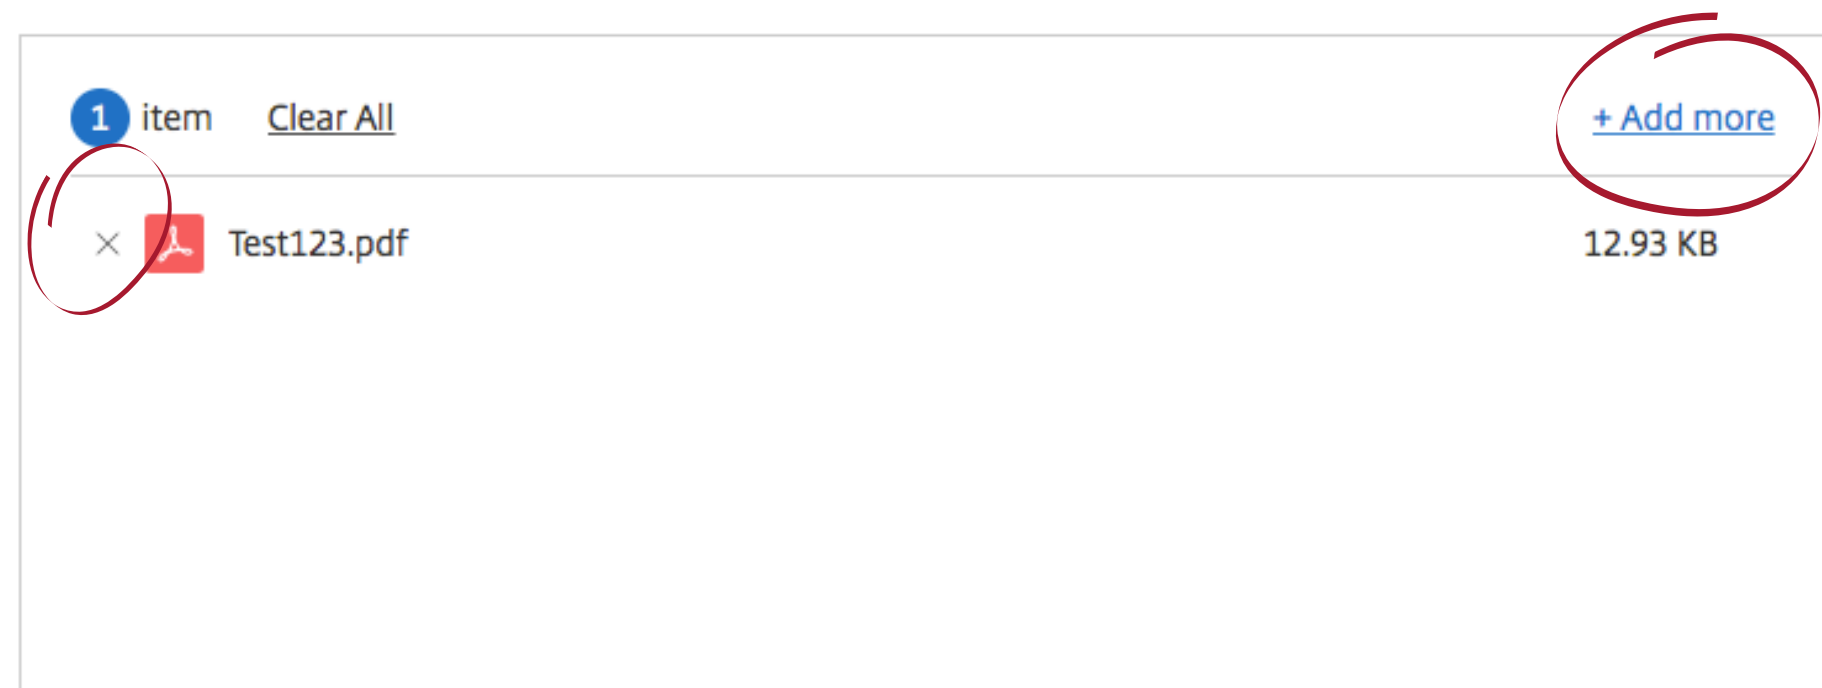 1 item Clear All + Add more
Test123.pdf 12.93 KB